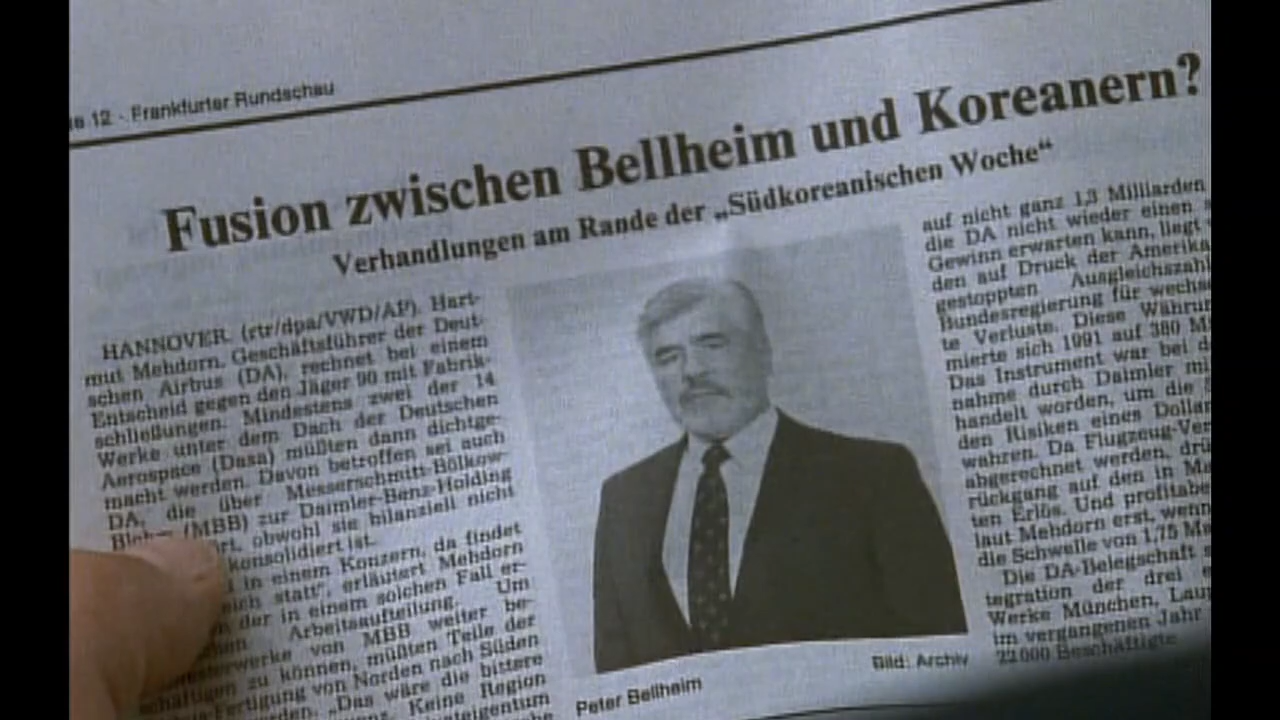 12 - Frankfurter Rundschau
Fusion zwischen Bellheim und Koreanern?
Verhandlungen am Rande der „Südkoreanischen Woche“
HANNOVER (rtr/dpa/VWD/AP). Hart-
mut Mehdorn, Geschäftsführer der Deut-
schen Airbus (DA), rechnet bei einem
Entscheid gegen den Jäger 90 mit Fabrik-
schließungen. Mindestens zwei der 14
Werke unter dem Dach der Deutschen
Aerospace (Dasa) müßten dann dichtge-
macht werden. Davon betroffen sei auch
DA, die über Messerschmitt-Bölkow-
(MBB) zur Daimler-Benz-Holding
obwohl sie bilanziell nicht
konsolidiert ist.
in einem Konzern, da findet
statt", erläutert Mehdorn
der in einem solchen Fall er-
Arbeitsaufteilung. Um
von MBB weiter be-
zu können, müßten Teile der
Fertigung von Norden nach Süden
„Das wäre die bittere
Keine Region
Peter Bellheim
Bild: Archiv
auf nicht ganz 1,3 Milliarden
die DA nicht wieder einen
Gewinn erwarten kann, liegt
den auf Druck der Amerika
gestoppten Ausgleichszahl
Bundesregierung für wechs
te Verluste. Diese Währun
mierte sich 1991 auf 380 M
Das Instrument war bei d
nahme durch Daimler mi
handelt worden, um die
den Risiken eines Dollar
wahren. Da Flugzeug-Ver
abgerechnet werden, drü
rückgang auf den in Ma
ten Erlös. Und profitabe
laut Mehdorn erst, wenn
die Schwelle von 1,75 Ma
Die DA-Belegschaft
tegration der drei
Werke München, Lau
im vergangenen Jahr
22000 Beschäftigte